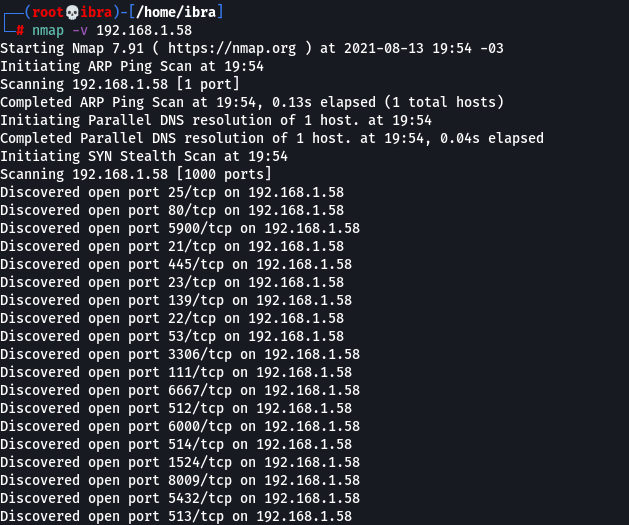 ┌──(root💀ibra)-[/home/ibra]
└─# nmap -v 192.168.1.58
Starting Nmap 7.91 ( https://nmap.org ) at 2021-08-13 19:54 -03
Initiating ARP Ping Scan at 19:54
Scanning 192.168.1.58 [1 port]
Completed ARP Ping Scan at 19:54, 0.13s elapsed (1 total hosts)
Initiating Parallel DNS resolution of 1 host. at 19:54
Completed Parallel DNS resolution of 1 host. at 19:54, 0.04s elapsed
Initiating SYN Stealth Scan at 19:54
Scanning 192.168.1.58 [1000 ports]
Discovered open port 25/tcp on 192.168.1.58
Discovered open port 80/tcp on 192.168.1.58
Discovered open port 5900/tcp on 192.168.1.58
Discovered open port 21/tcp on 192.168.1.58
Discovered open port 445/tcp on 192.168.1.58
Discovered open port 23/tcp on 192.168.1.58
Discovered open port 139/tcp on 192.168.1.58
Discovered open port 22/tcp on 192.168.1.58
Discovered open port 53/tcp on 192.168.1.58
Discovered open port 3306/tcp on 192.168.1.58
Discovered open port 111/tcp on 192.168.1.58
Discovered open port 6667/tcp on 192.168.1.58
Discovered open port 512/tcp on 192.168.1.58
Discovered open port 6000/tcp on 192.168.1.58
Discovered open port 514/tcp on 192.168.1.58
Discovered open port 1524/tcp on 192.168.1.58
Discovered open port 8009/tcp on 192.168.1.58
Discovered open port 5432/tcp on 192.168.1.58
Discovered open port 513/tcp on 192.168.1.58